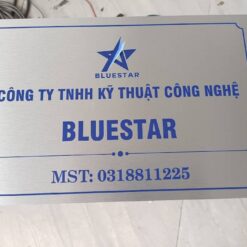 BLUESTAR
CÔNG TY TNHH KỸ THUẬT CÔNG NGHỆ
BLUESTAR
MST: 0318811225